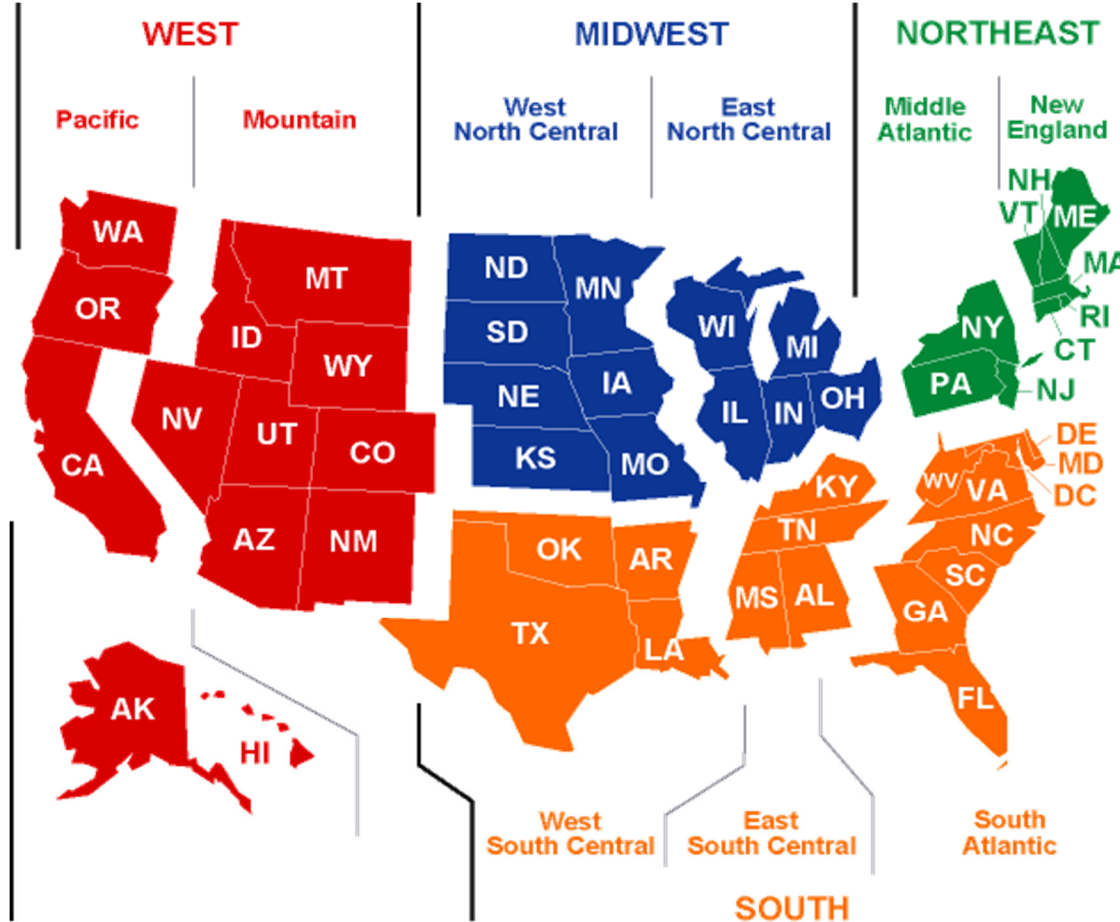 WEST
MIDWEST
NORTHEAST
Pacific
Mountain
West
North Central
East
North Central
Middle
Atlantic
New
England
WA
OR
CA
NV
ID
MT
WY
UT
CO
AZ
NM
AK
HI
ND
SD
NE
KS
MN
IA
MO
WI
MI
IL
IN
OH
NH
VT
ME
MA
RI
CT
NY
PA
NJ
DE
MD
DC
WV
VA
NC
SC
GA
FL
KY
TN
MS
AL
OK
AR
TX
LA
West
South Central
East
South Central
South
Atlantic
SOUTH